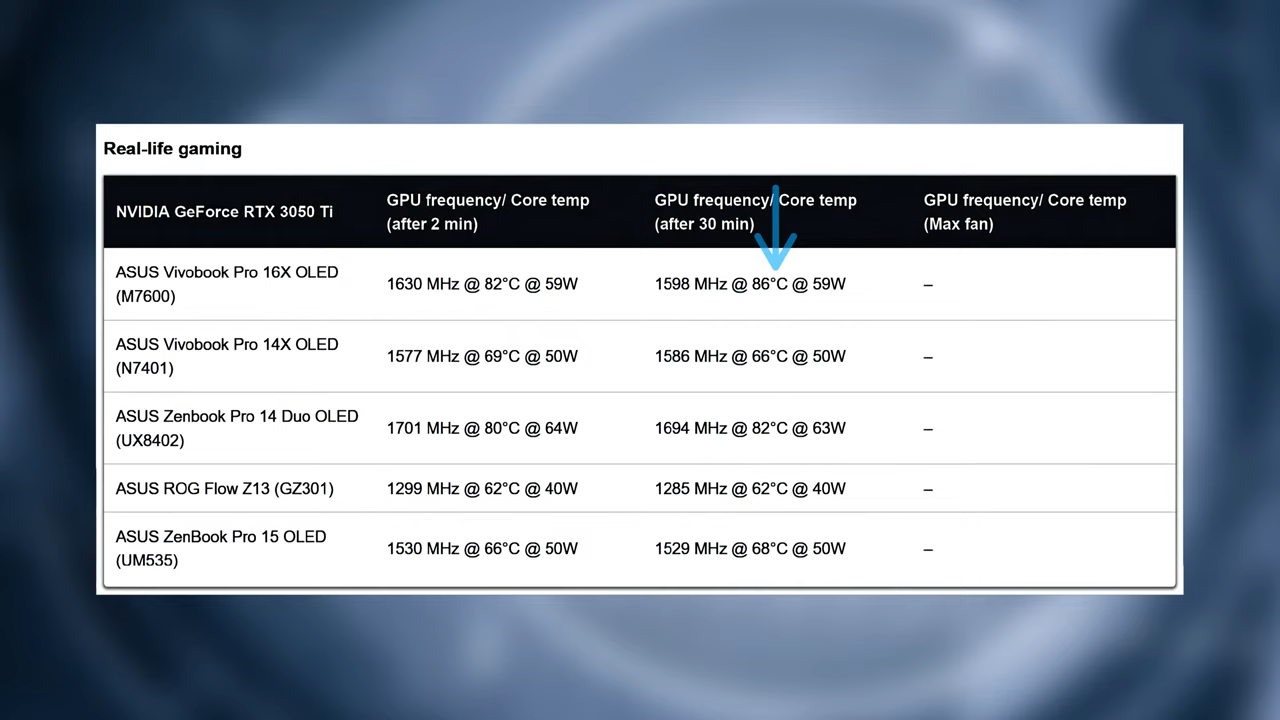 Real-life gaming
NVIDIA GeForce RTX 3050 Ti
GPU frequency/ Core temp
(after 2 min)
GPU frequency/ Core temp
(after 30 min)
GPU frequency/ Core temp
(Max fan)
ASUS Vivobook Pro 16X OLED
(M7600)
1630 MHz @ 82°C @ 59W
1598 MHz @ 86°C @ 59W
–
ASUS Vivobook Pro 14X OLED
(N7401)
1577 MHz @ 69°C @ 50W
1586 MHz @ 66°C @ 50W
–
ASUS Zenbook Pro 14 Duo OLED
(UX8402)
1701 MHz @ 80°C @ 64W
1694 MHz @ 82°C @ 63W
–
ASUS ROG Flow Z13 (GZ301)
1299 MHz @ 62°C @ 40W
1285 MHz @ 62°C @ 40W
–
ASUS ZenBook Pro 15 OLED
(UM535)
1530 MHz @ 66°C @ 50W
1529 MHz @ 68°C @ 50W
–